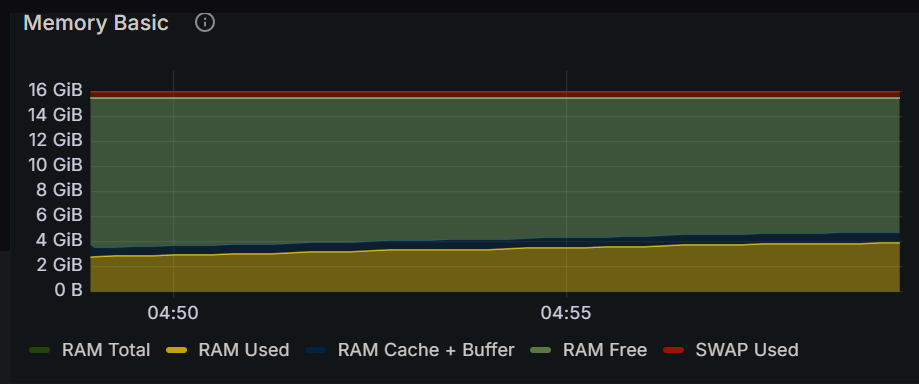 Memory Basic
16 GiB
14 GiB
12 GiB
10 GiB
8 GiB
6 GiB
4 GiB
2 GiB
0 B
04:50 04:55
RAM Total RAM Used RAM Cache + Buffer RAM Free SWAP Used